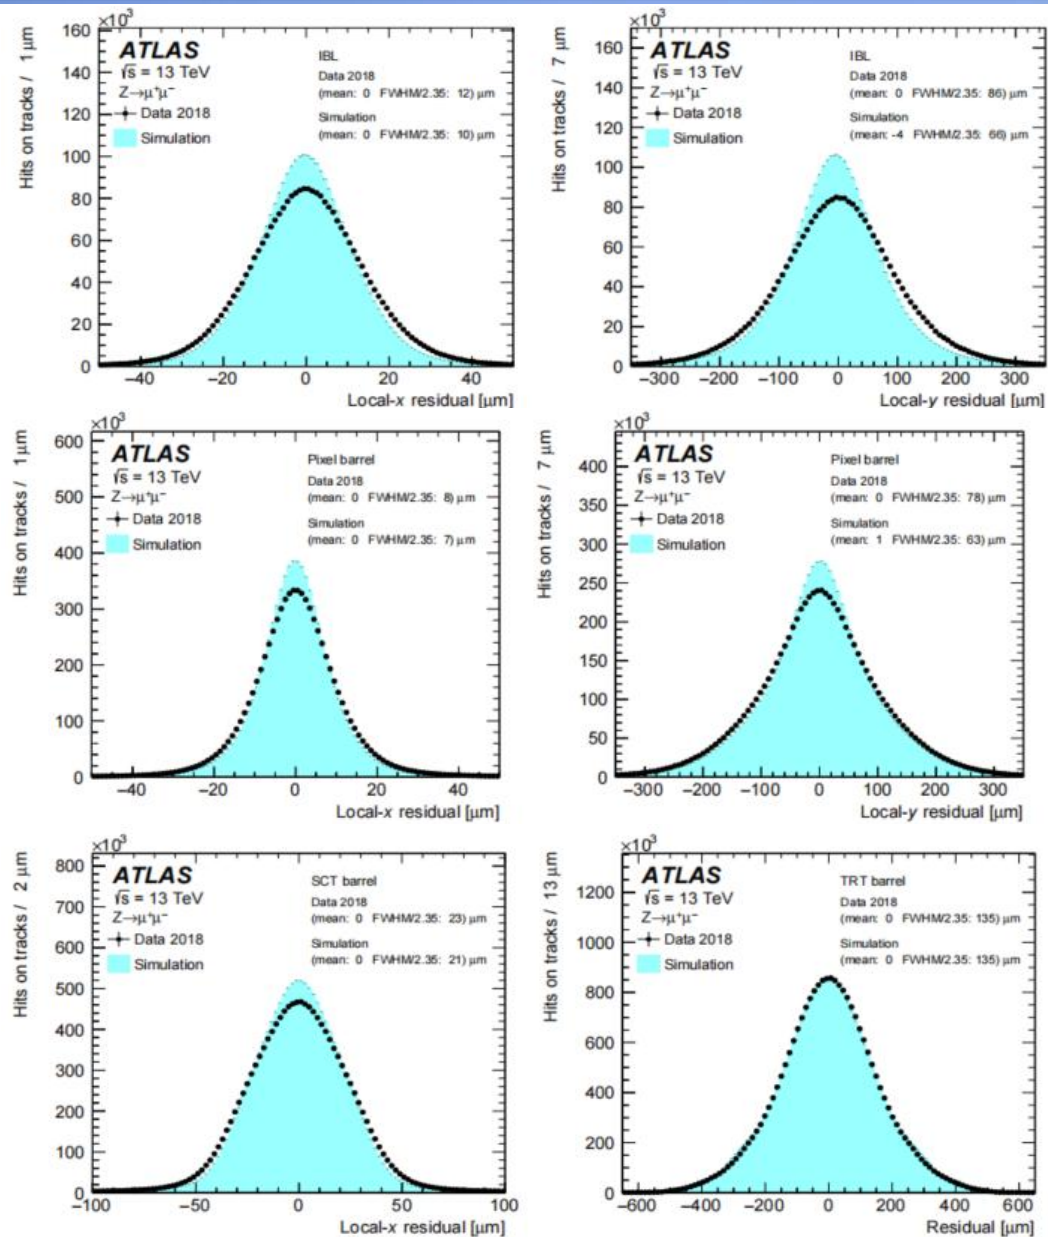 ×10³
160
140
120
100
80
60
40
20
0
Hits on tracks / 1 μm
ATLAS
√s = 13 TeV
Z→μ⁺μ⁻
Data 2018
Simulation
IBL
Data 2018
(mean: 0 FWHM/2.35: 12) μm
Simulation
(mean: 0 FWHM/2.35: 10) μm
−40 −20 0 20 40
Local-x residual [μm]
×10³
160
140
120
100
80
60
40
20
0
Hits on tracks / 7 μm
ATLAS
√s = 13 TeV
Z→μ⁺μ⁻
Data 2018
Simulation
IBL
Data 2018
(mean: 0 FWHM/2.35: 86) μm
Simulation
(mean: -4 FWHM/2.35: 66) μm
−300 −200 −100 0 100 200 300
Local-y residual [μm]
×10³
600
500
400
300
200
100
0
Hits on tracks / 1 μm
ATLAS
√s = 13 TeV
Z→μ⁺μ⁻
Data 2018
Simulation
Pixel barrel
Data 2018
(mean: 0 FWHM/2.35: 8) μm
Simulation
(mean: 0 FWHM/2.35: 7) μm
−40 −20 0 20 40
Local-x residual [μm]
×10³
400
350
300
250
200
150
100
50
0
Hits on tracks / 7 μm
ATLAS
√s = 13 TeV
Z→μ⁺μ⁻
Data 2018
Simulation
Pixel barrel
Data 2018
(mean: 0 FWHM/2.35: 78) μm
Simulation
(mean: 1 FWHM/2.35: 63) μm
−300 −200 −100 0 100 200 300
Local-y residual [μm]
×10³
800
700
600
500
400
300
200
100
0
Hits on tracks / 2 μm
ATLAS
√s = 13 TeV
Z→μ⁺μ⁻
Data 2018
Simulation
SCT barrel
Data 2018
(mean: 0 FWHM/2.35: 23) μm
Simulation
(mean: 0 FWHM/2.35: 21) μm
−100 −50 0 50 100
Local-x residual [μm]
×10³
1200
1000
800
600
400
200
0
Hits on tracks / 13 μm
ATLAS
√s = 13 TeV
Z→μ⁺μ⁻
Data 2018
Simulation
TRT barrel
Data 2018
(mean: 0 FWHM/2.35: 135) μm
Simulation
(mean: 0 FWHM/2.35: 135) μm
−600 −400 −200 0 200 400 600
Residual [μm]